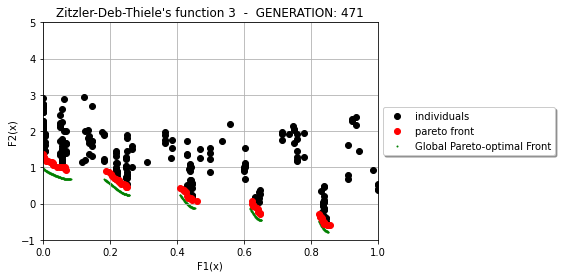 Zitzler-Deb-Thiele's function 3 - GENERATION: 471
5
4
3
2
1
0
−1
F2(x)
0.0 0.2 0.4 0.6 0.8 1.0
F1(x)
individuals
pareto front
Global Pareto-optimal Front